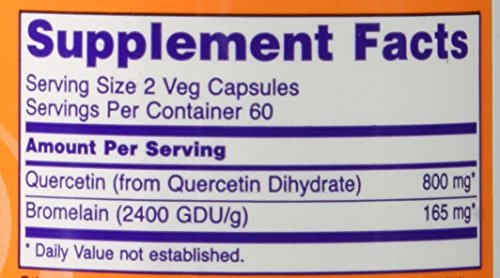 Supplement Facts
Serving Size 2 Veg Capsules
Servings Per Container 60
Amount Per Serving
Quercetin (from Quercetin Dihydrate) 800 mg*
Bromelain (2400 GDU/g) 165 mg*
* Daily Value not established.